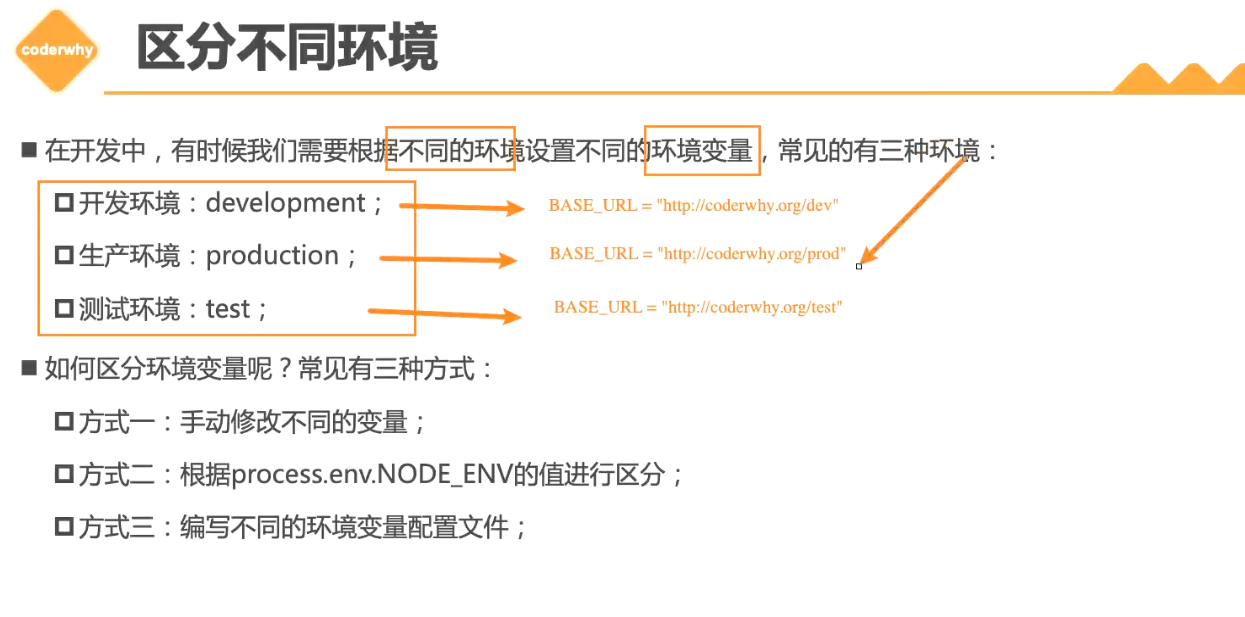 coderwhy
区分不同环境
在开发中，有时候我们需要根据不同的环境设置不同的环境变量，常见的有三种环境：
开发环境：development；
BASE_URL = "http://coderwhy.org/dev"
生产环境：production；
BASE_URL = "http://coderwhy.org/prod"
测试环境：test；
BASE_URL = "http://coderwhy.org/test"
如何区分环境变量呢？常见有三种方式：
方式一：手动修改不同的变量；
方式二：根据process.env.NODE_ENV的值进行区分；
方式三：编写不同的环境变量配置文件；